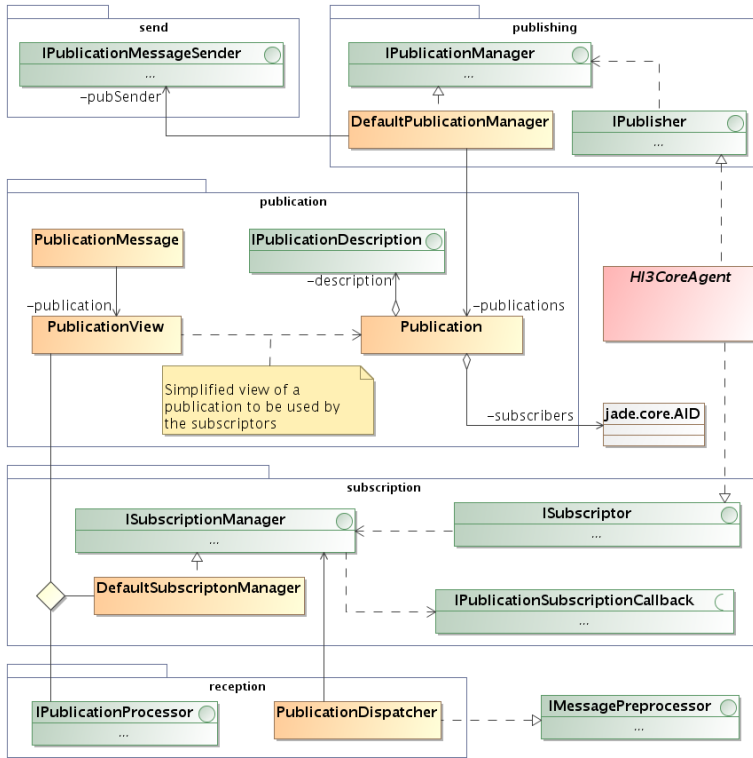 send
IPublicationMessageSender
...
-pubSender
publishing
IPublicationManager
...
DefaultPublicationManager
IPublisher
...
publication
PublicationMessage
IPublicationDescription
-description
-publication
-publications
PublicationView
Publication
HI3CoreAgent
Simplified view of a
publication to be used by
the subscriptors
-subscribers
jade.core.AID
subscription
ISubscriptionManager
...
ISubscriptor
...
DefaultSubscriptonManager
IPublicationSubscriptionCallback
...
reception
IPublicationProcessor
...
PublicationDispatcher
IMessagePreprocessor
...